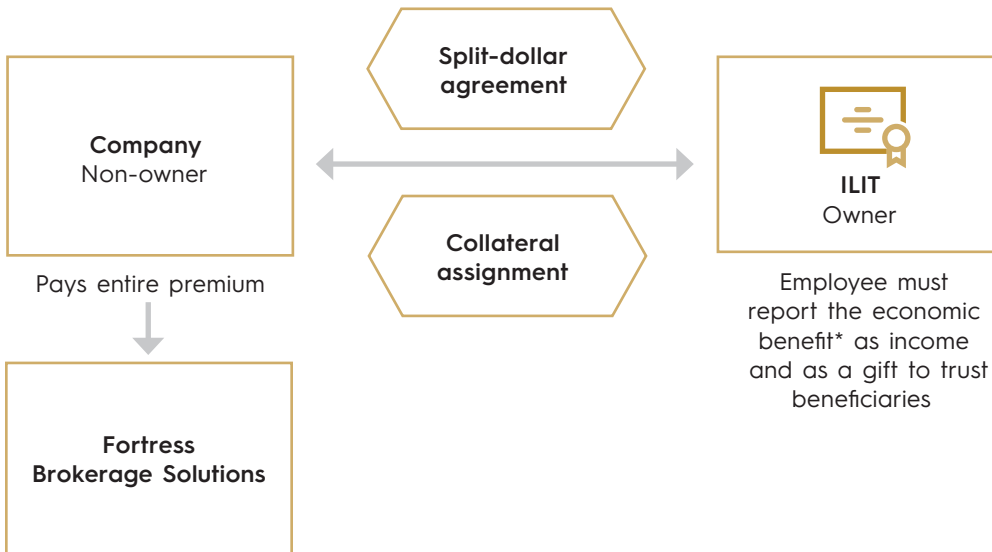 Split-dollar
agreement
Company
Non-owner
ILIT
Owner
Collateral
assignment
Pays entire premium
Employee must
report the economic
benefit* as income
and as a gift to trust
beneficiaries
Fortress
Brokerage Solutions